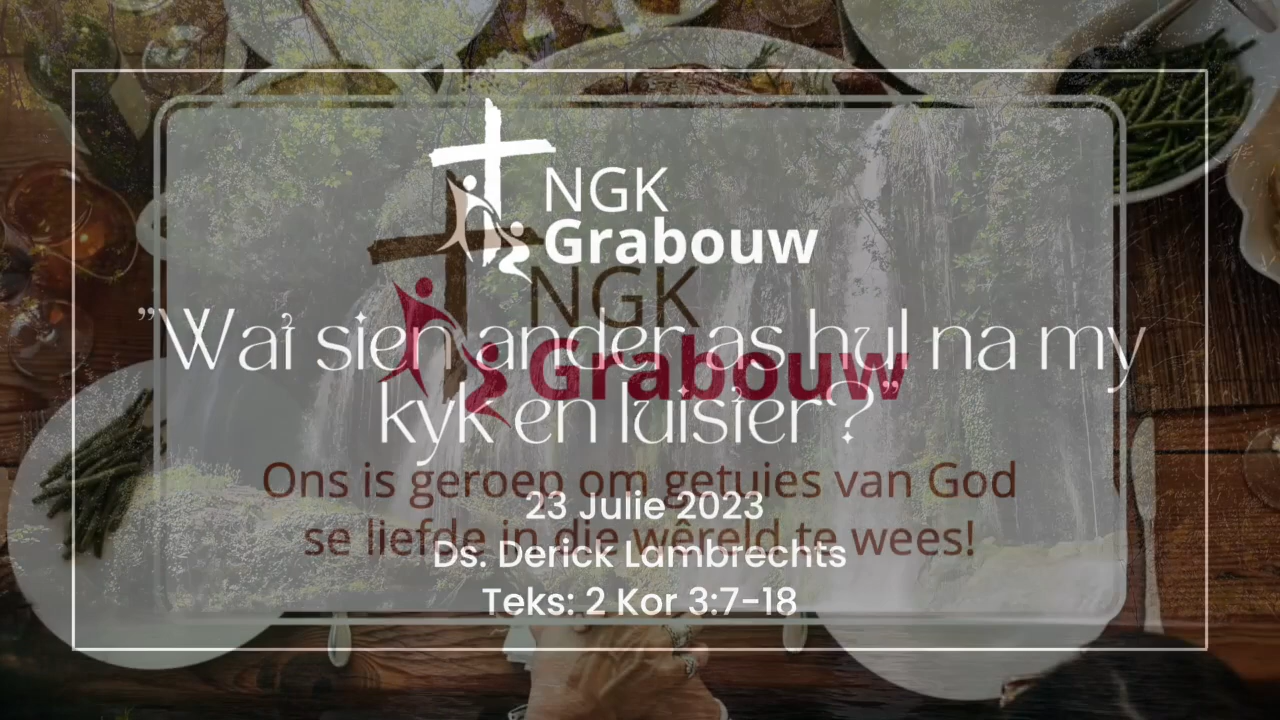 NGK
Grabouw
NGK
Grabouw
”Wat sien ander as hul na my
kyk en luister?”
Ons is geroep om getuies van God
se liefde in die wêreld te wees!
23 Julie 2023
Ds. Derick Lambrechts
Teks: 2 Kor 3:7-18